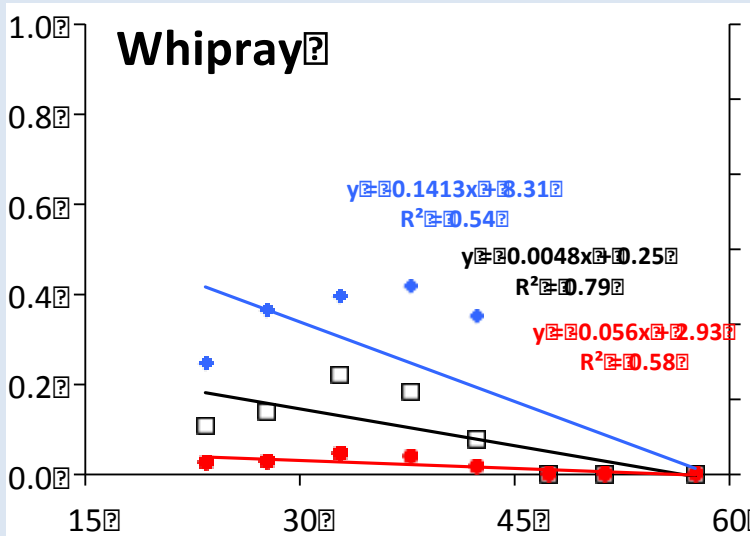 1.0⍰
Whipray⍰
0.8⍰
y⍰=⍰0.1413x⍰+⍰8.31⍰
R²⍰=⍰0.54⍰
0.6⍰
y⍰=⍰0.0048x⍰+⍰0.25⍰
R²⍰=⍰0.79⍰
0.4⍰
y⍰=⍰0.056x⍰+⍰2.93⍰
R²⍰=⍰0.58⍰
0.2⍰
0.0⍰
15⍰ 30⍰ 45⍰ 60